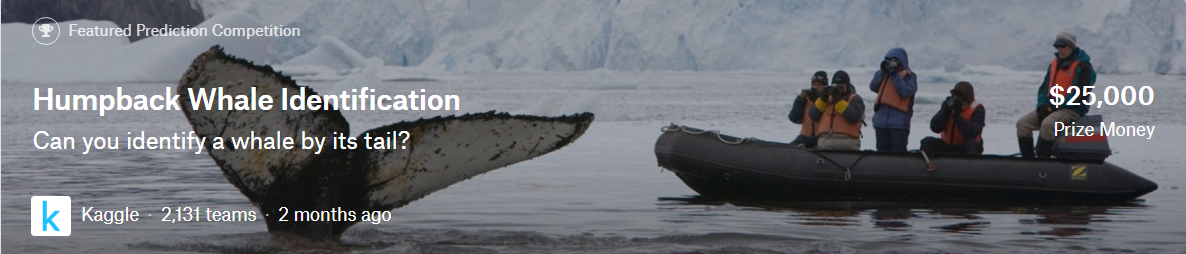 Featured Prediction Competition
Humpback Whale Identification
$25,000
Can you identify a whale by its tail?
Prize Money
k
Kaggle · 2,131 teams · 2 months ago